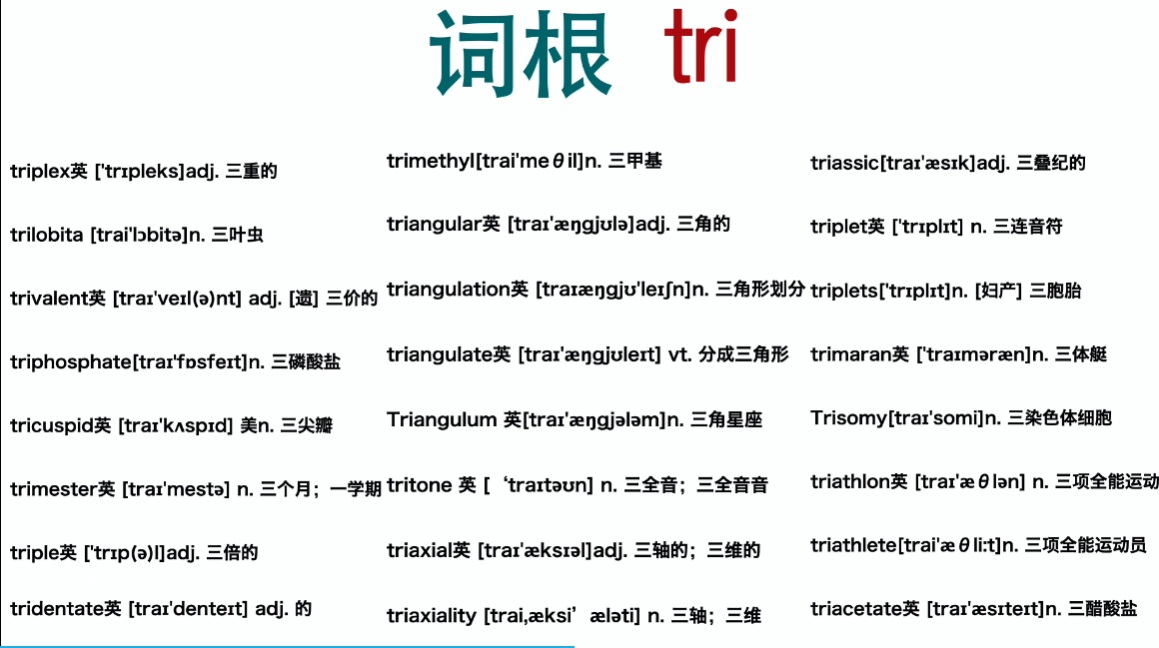 词根 tri
triplex英 ['trɪpleks]adj. 三重的
trilobita [trai'lɔbitə]n. 三叶虫
trivalent英 [traɪ'veɪl(ə)nt] adj. [遗] 三价的
triphosphate[traɪ'fɒsfeɪt]n. 三磷酸盐
tricuspid英 [traɪ'kʌspɪd] 美n. 三尖瓣
trimester英 [traɪ'mestə] n. 三个月；一学期
triple英 ['trɪp(ə)l]adj. 三倍的
tridentate英 [traɪ'denteɪt] adj. 的
trimethyl[trai'meθil]n. 三甲基
triangular英 [traɪ'æŋgjʊlə]adj. 三角的
triangulation英 [traɪæŋgjʊ'leɪʃn]n. 三角形划分
triangulate英 [traɪ'æŋgjʊleɪt] vt. 分成三角形
Triangulum 英[traɪ'æŋgjələm]n. 三角星座
tritone 英 [‘traɪtəʊn] n. 三全音；三全音音
triaxial英 [traɪ'æksɪəl]adj. 三轴的；三维的
triaxiality [trai,æksi’æləti] n. 三轴；三维
triassic[traɪ'æsɪk]adj. 三叠纪的
triplet英 ['trɪplɪt] n. 三连音符
triplets['trɪplɪt]n. [妇产] 三胞胎
trimaran英 ['traɪməræn]n. 三体艇
Trisomy[traɪ'somi]n. 三染色体细胞
triathlon英 [traɪ'æθlən] n. 三项全能运动
triathlete[trai'æθli:t]n. 三项全能运动员
triacetate英 [traɪ'æsɪteɪt]n. 三醋酸盐